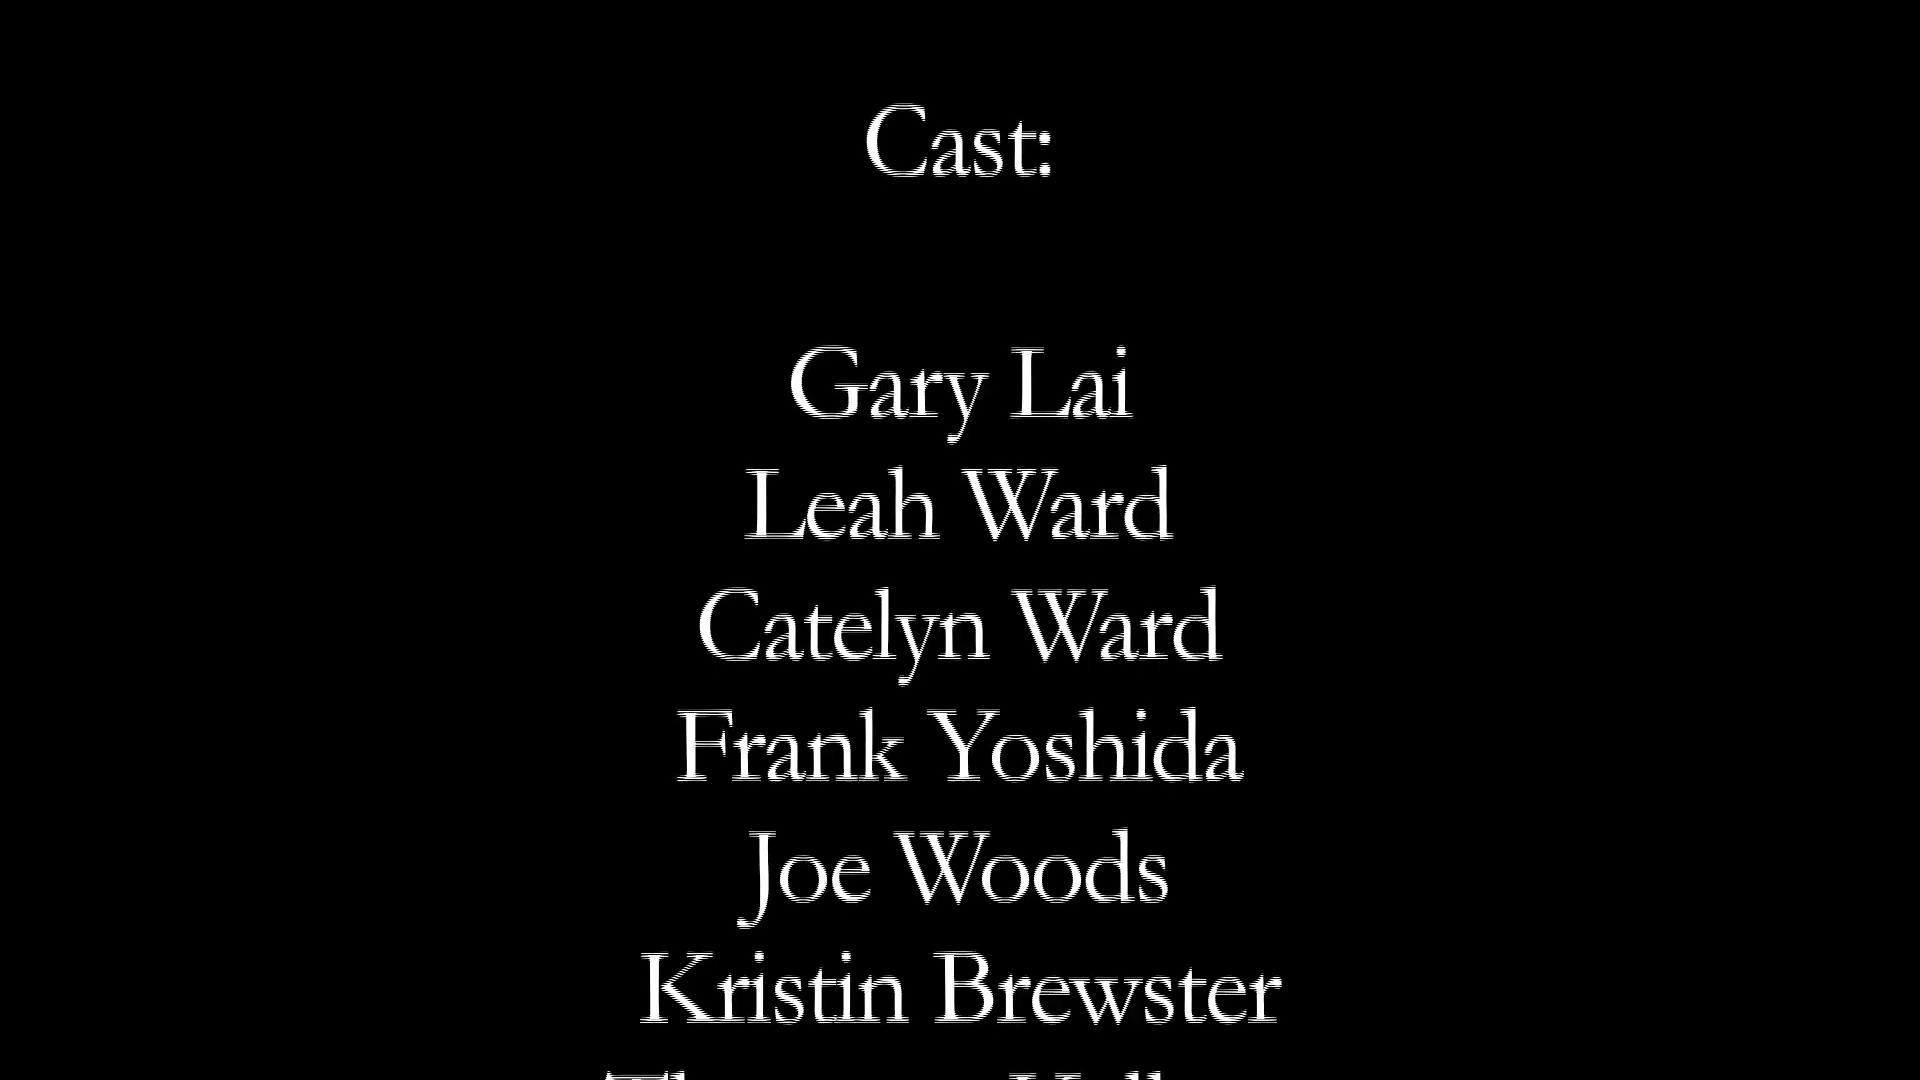 Cast:
Gary Lai
Leah Ward
Catelyn Ward
Frank Yoshida
Joe Woods
Kristin Brewster